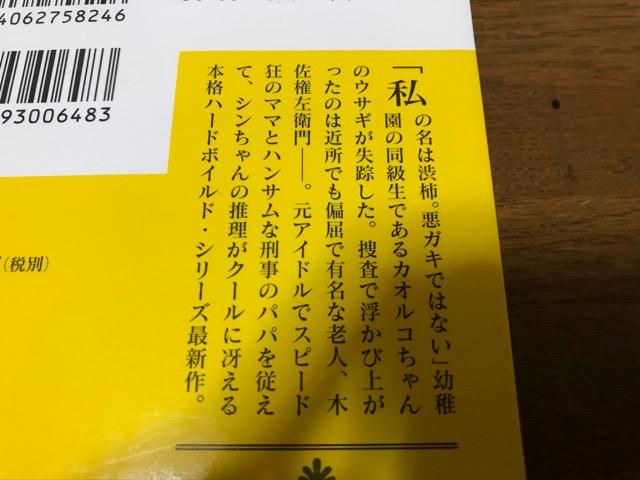 4062758246
93006483
（税別）
「私の名は渋柿。悪ガキではない」幼稚
園の同級生であるカオルコちゃん
のウサギが失踪した。捜査で浮かび上が
ったのは近所でも偏屈で有名な老人、木
佐権左衛門――。元アイドルでスピード
狂のママとハンサムな刑事のパパを従え
て、シンちゃんの推理がクールに冴える
本格ハードボイルド・シリーズ最新作。